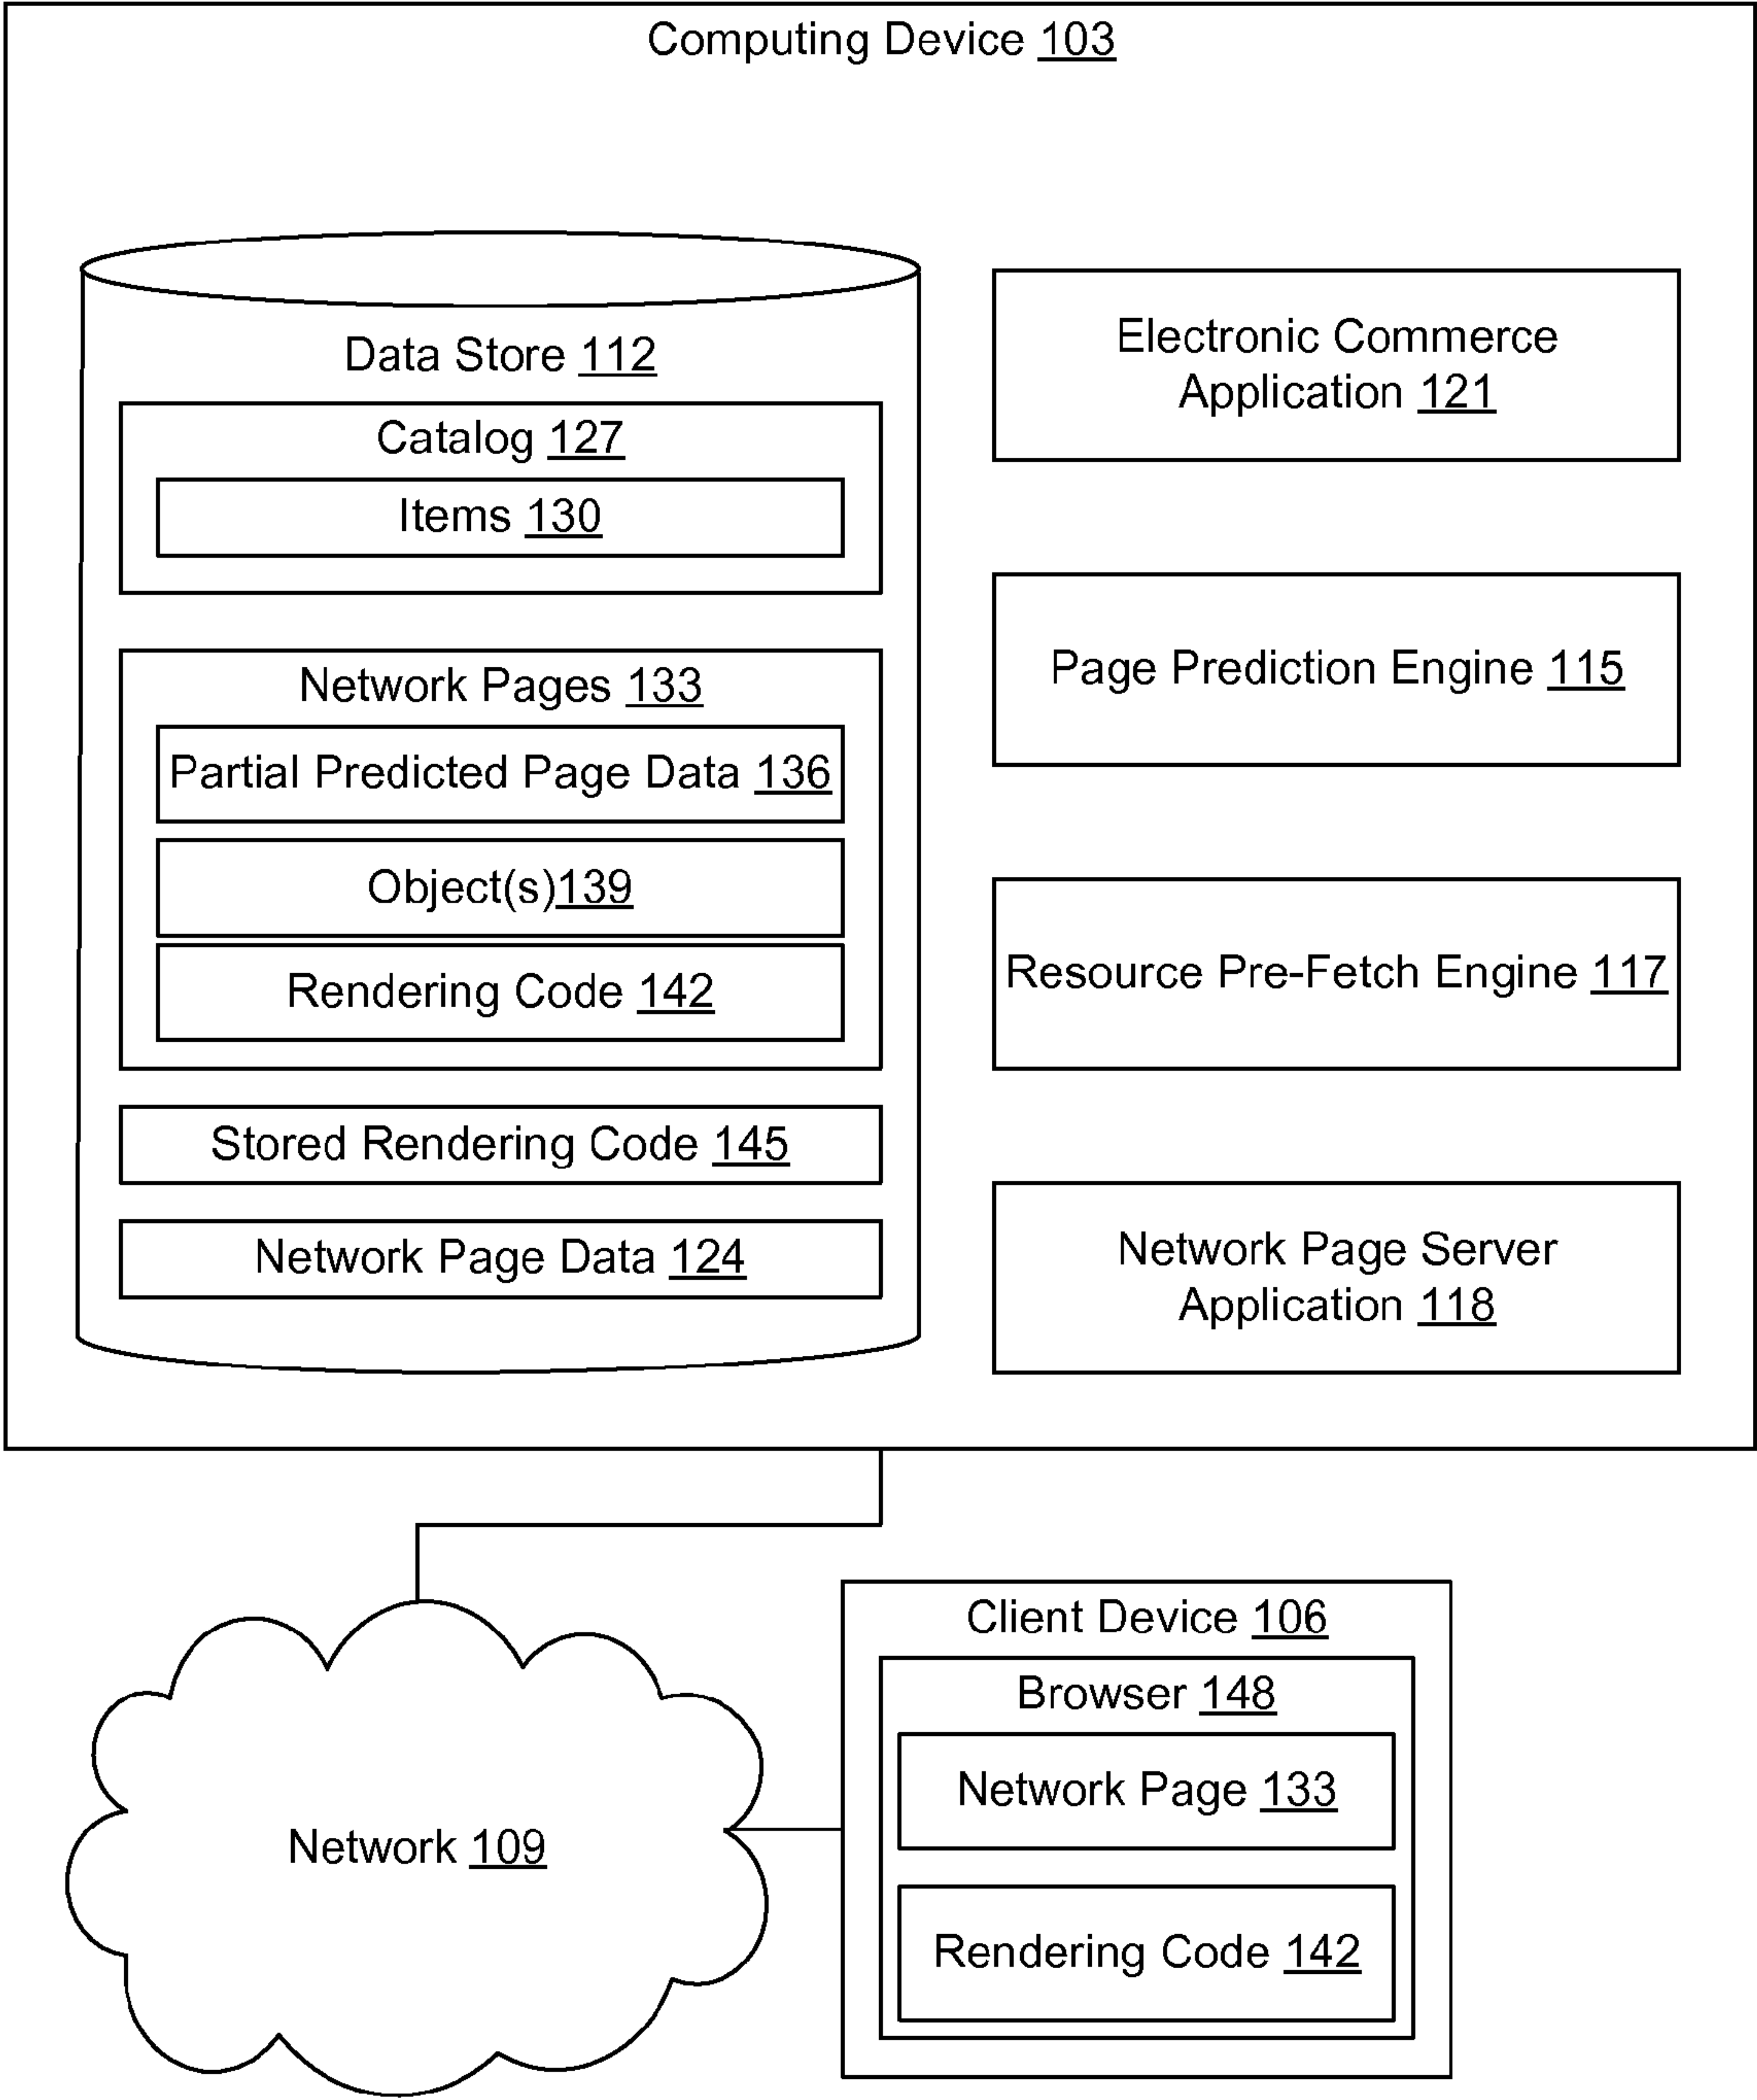 Computing Device 103
Data Store 112
Catalog 127
Items 130
Network Pages 133
Partial Predicted Page Data 136
Object(s)139
Rendering Code 142
Stored Rendering Code 145
Network Page Data 124
Electronic Commerce
Application 121
Page Prediction Engine 115
Resource Pre-Fetch Engine 117
Network Page Server
Application 118
Network 109
Client Device 106
Browser 148
Network Page 133
Rendering Code 142